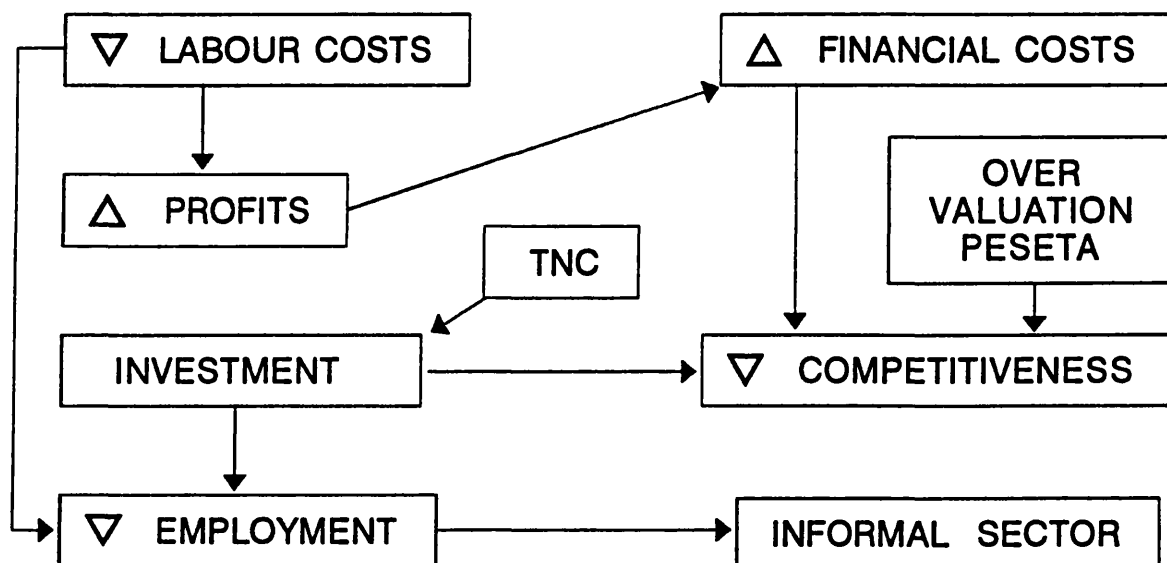 ▽ LABOUR COSTS
△ FINANCIAL COSTS
△ PROFITS
OVER
VALUATION
PESETA
TNC
INVESTMENT
▽ COMPETITIVENESS
▽ EMPLOYMENT
INFORMAL SECTOR